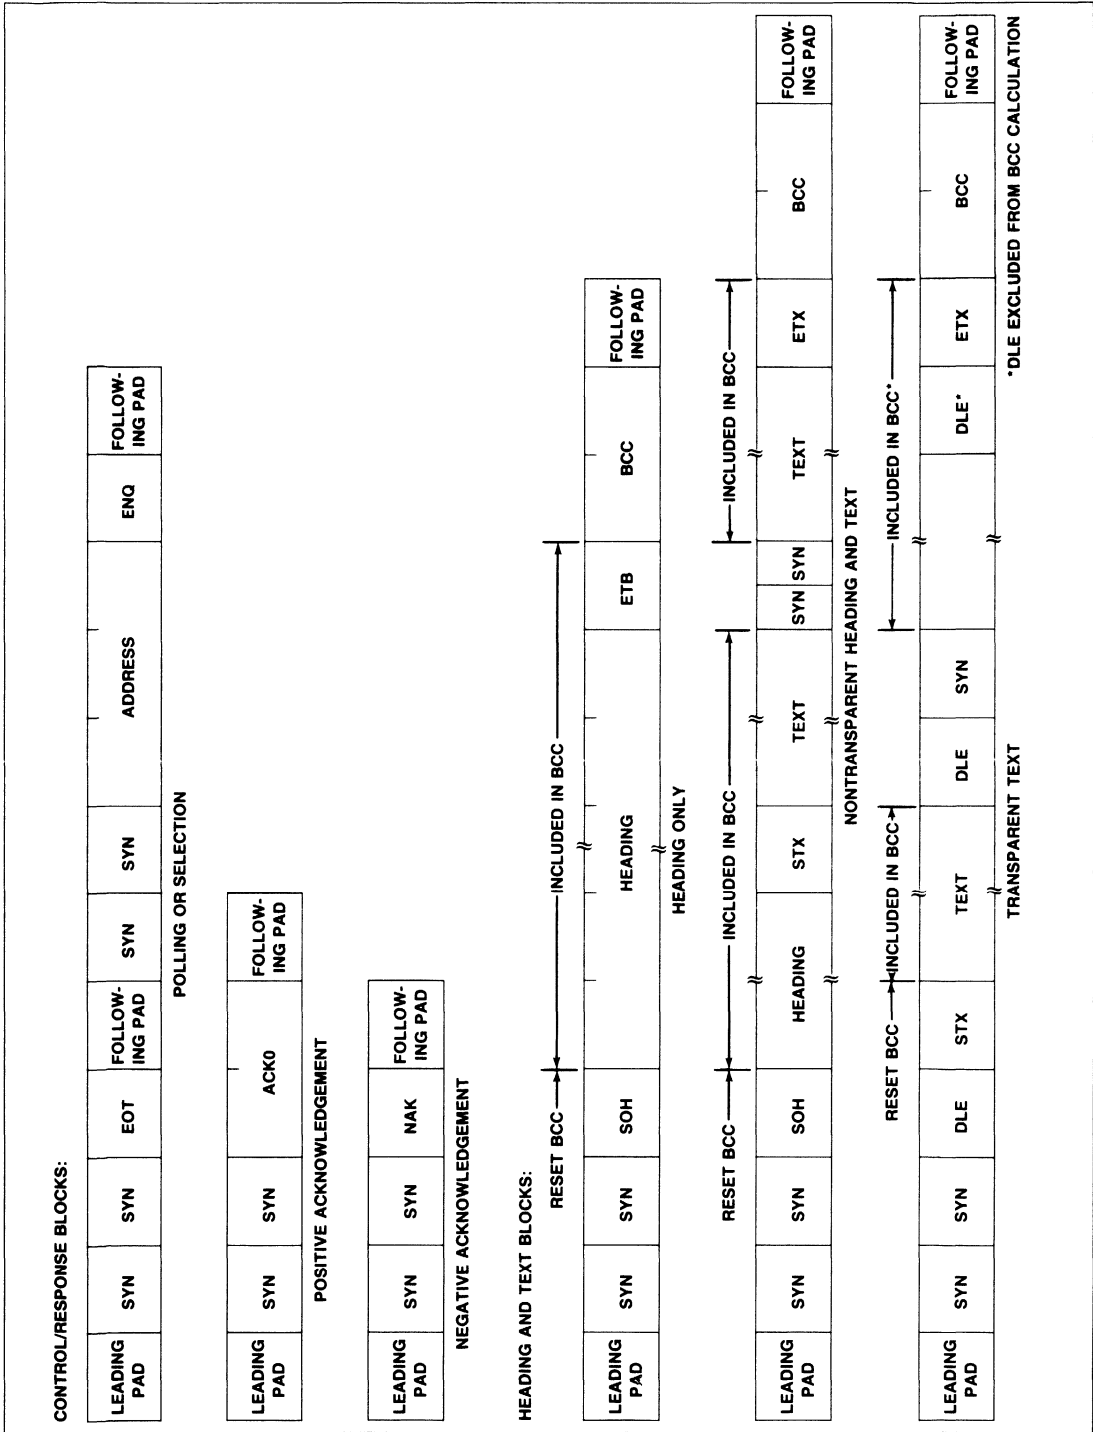 CONTROL/RESPONSE BLOCKS:
LEADING PAD SYN SYN EOT FOLLOW-ING PAD SYN SYN ADDRESS ENQ FOLLOW-ING PAD
POLLING OR SELECTION
LEADING PAD SYN SYN ACK0 FOLLOW-ING PAD
POSITIVE ACKNOWLEDGEMENT
LEADING PAD SYN SYN NAK FOLLOW-ING PAD
NEGATIVE ACKNOWLEDGEMENT
HEADING AND TEXT BLOCKS:
RESET BCC INCLUDED IN BCC
LEADING PAD SYN SYN SOH HEADING ETB BCC FOLLOW-ING PAD
HEADING ONLY
RESET BCC INCLUDED IN BCC INCLUDED IN BCC
LEADING PAD SYN SYN SOH HEADING STX TEXT SYN SYN TEXT ETX BCC FOLLOW-ING PAD
NONTRANSPARENT HEADING AND TEXT
RESET BCC INCLUDED IN BCC INCLUDED IN BCC*
LEADING PAD SYN SYN DLE STX TEXT DLE SYN DLE* ETX BCC FOLLOW-ING PAD
TRANSPARENT TEXT
*DLE EXCLUDED FROM BCC CALCULATION